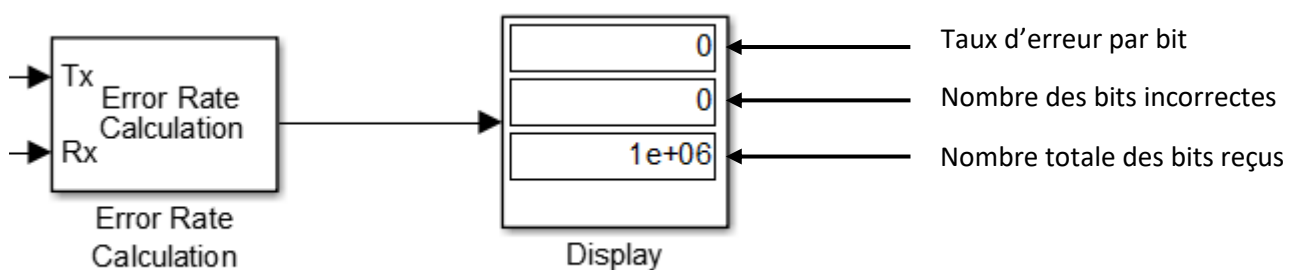 Tx
Rx
Error Rate
Calculation
Error Rate
Calculation
0
0
1e+06
Display
Taux d’erreur par bit
Nombre des bits incorrectes
Nombre totale des bits reçus